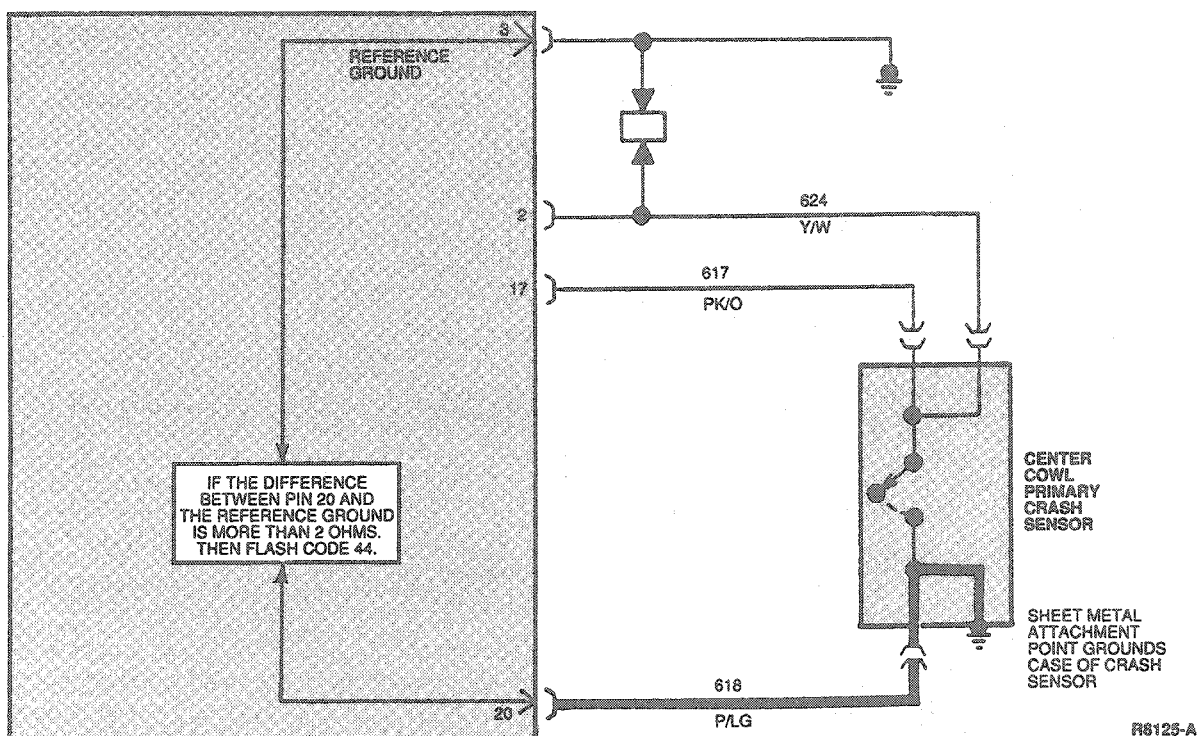 3
REFERENCE
GROUND
2
624
Y/W
17
617
PK/O
IF THE DIFFERENCE
BETWEEN PIN 20 AND
THE REFERENCE GROUND
IS MORE THAN 2 OHMS.
THEN FLASH CODE 44.
CENTER
COWL
PRIMARY
CRASH
SENSOR
SHEET METAL
ATTACHMENT
POINT GROUNDS
CASE OF CRASH
SENSOR
20
618
P/LG
R8125-A